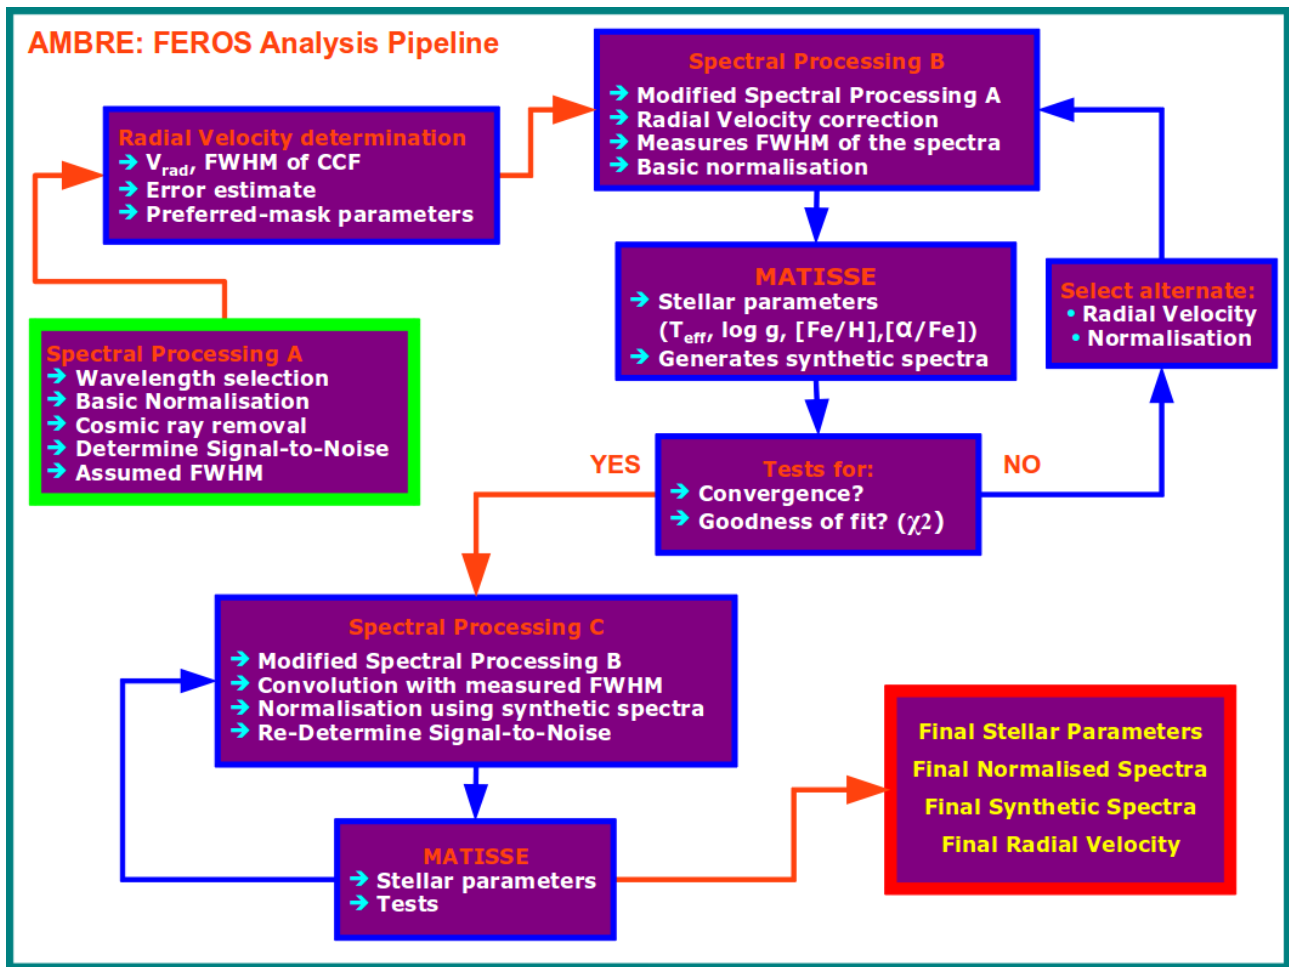 AMBRE: FEROS Analysis Pipeline
Spectral Processing B
➔ Modified Spectral Processing A
➔ Radial Velocity correction
➔ Measures FWHM of the spectra
➔ Basic normalisation
Radial Velocity determination
➔ Vrad, FWHM of CCF
➔ Error estimate
➔ Preferred-mask parameters
MATISSE
➔ Stellar parameters
(Teff, log g, [Fe/H],[α/Fe])
➔ Generates synthetic spectra
Select alternate:
• Radial Velocity
• Normalisation
Spectral Processing A
➔ Wavelength selection
➔ Basic Normalisation
➔ Cosmic ray removal
➔ Determine Signal-to-Noise
➔ Assumed FWHM
YES
Tests for:
➔ Convergence?
➔ Goodness of fit? (χ2)
NO
Spectral Processing C
➔ Modified Spectral Processing B
➔ Convolution with measured FWHM
➔ Normalisation using synthetic spectra
➔ Re-Determine Signal-to-Noise
MATISSE
➔ Stellar parameters
➔ Tests
Final Stellar Parameters
Final Normalised Spectra
Final Synthetic Spectra
Final Radial Velocity